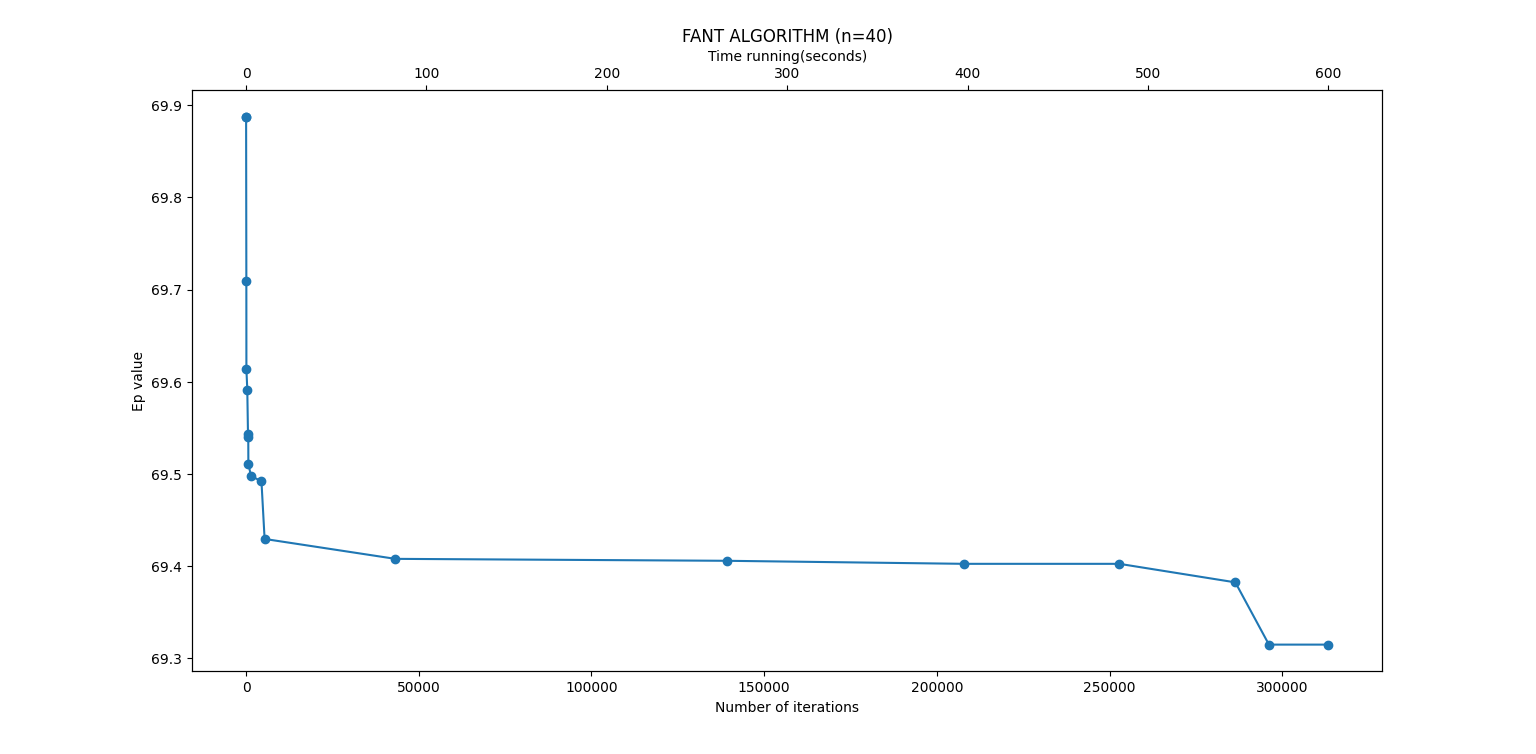 FANT ALGORITHM (n=40)
Time running(seconds)
0 100 200 300 400 500 600
69.9
69.8
69.7
69.6
69.5
69.4
69.3
Ep value
0 50000 100000 150000 200000 250000 300000
Number of iterations